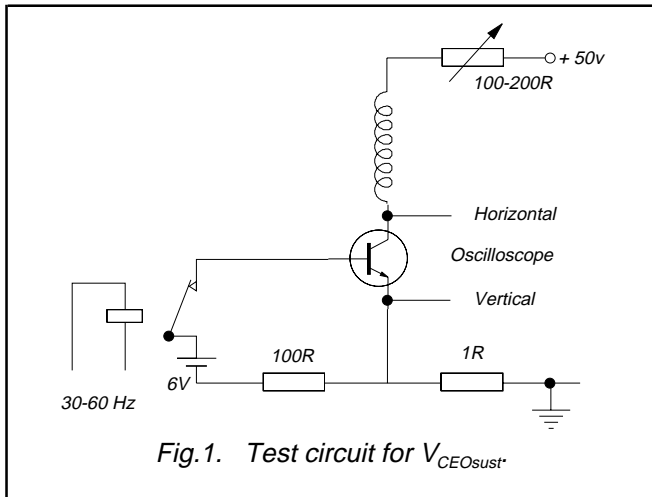 + 50v
100-200R
Horizontal
Oscilloscope
Vertical
100R
1R
6V
30-60 Hz
Fig.1. Test circuit for VCEOsust.